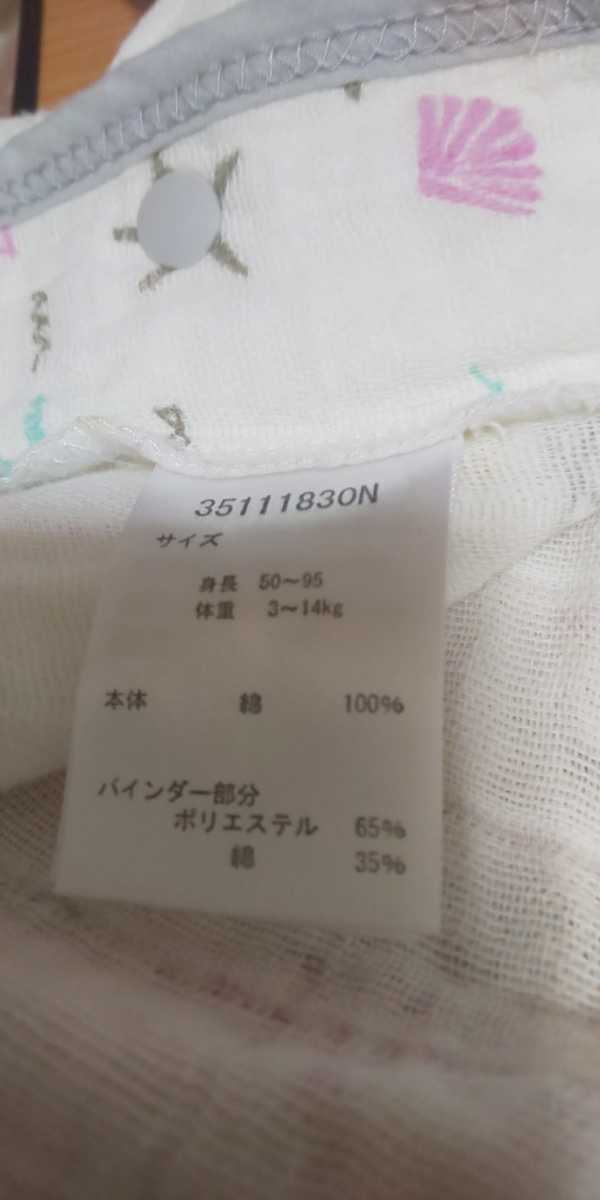 35111830N
サイズ
身長 50～95
体重 3～14kg
本体 綿 100%
バインダー部分
ポリエステル 65%
綿 35%